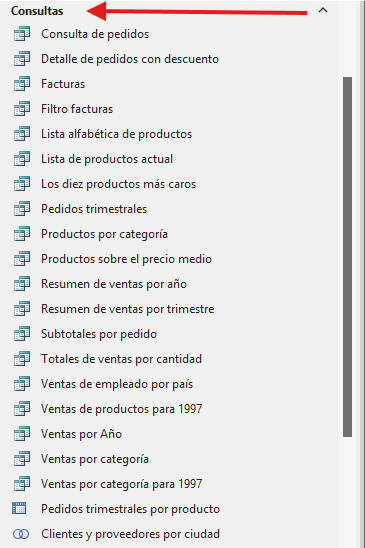 Consultas
Consulta de pedidos
Detalle de pedidos con descuento
Facturas
Filtro facturas
Lista alfabética de productos
Lista de productos actual
Los diez productos más caros
Pedidos trimestrales
Productos por categoría
Productos sobre el precio medio
Resumen de ventas por año
Resumen de ventas por trimestre
Subtotales por pedido
Totales de ventas por cantidad
Ventas de empleado por país
Ventas de productos para 1997
Ventas por Año
Ventas por categoría
Ventas por categoría para 1997
Pedidos trimestrales por producto
Clientes y proveedores por ciudad